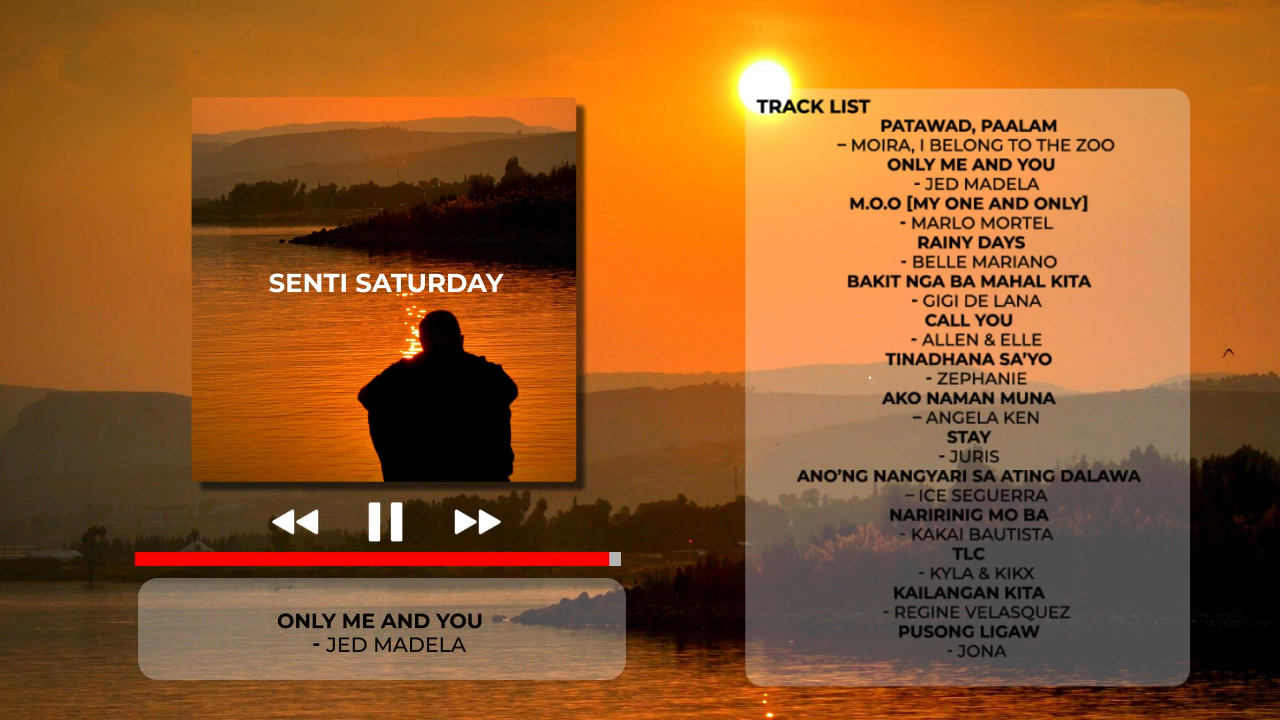 SENTI SATURDAY
ONLY ME AND YOU
- JED MADELA
TRACK LIST
PATAWAD, PAALAM
– MOIRA, I BELONG TO THE ZOO
ONLY ME AND YOU
- JED MADELA
M.O.O [MY ONE AND ONLY]
- MARLO MORTEL
RAINY DAYS
- BELLE MARIANO
BAKIT NGA BA MAHAL KITA
- GIGI DE LANA
CALL YOU
- ALLEN & ELLE
TINADHANA SA’YO
- ZEPHANIE
AKO NAMAN MUNA
– ANGELA KEN
STAY
- JURIS
ANO’NG NANGYARI SA ATING DALAWA
– ICE SEGUERRA
NARIRINIG MO BA
- KAKAI BAUTISTA
TLC
- KYLA & KIKX
KAILANGAN KITA
- REGINE VELASQUEZ
PUSONG LIGAW
- JONA